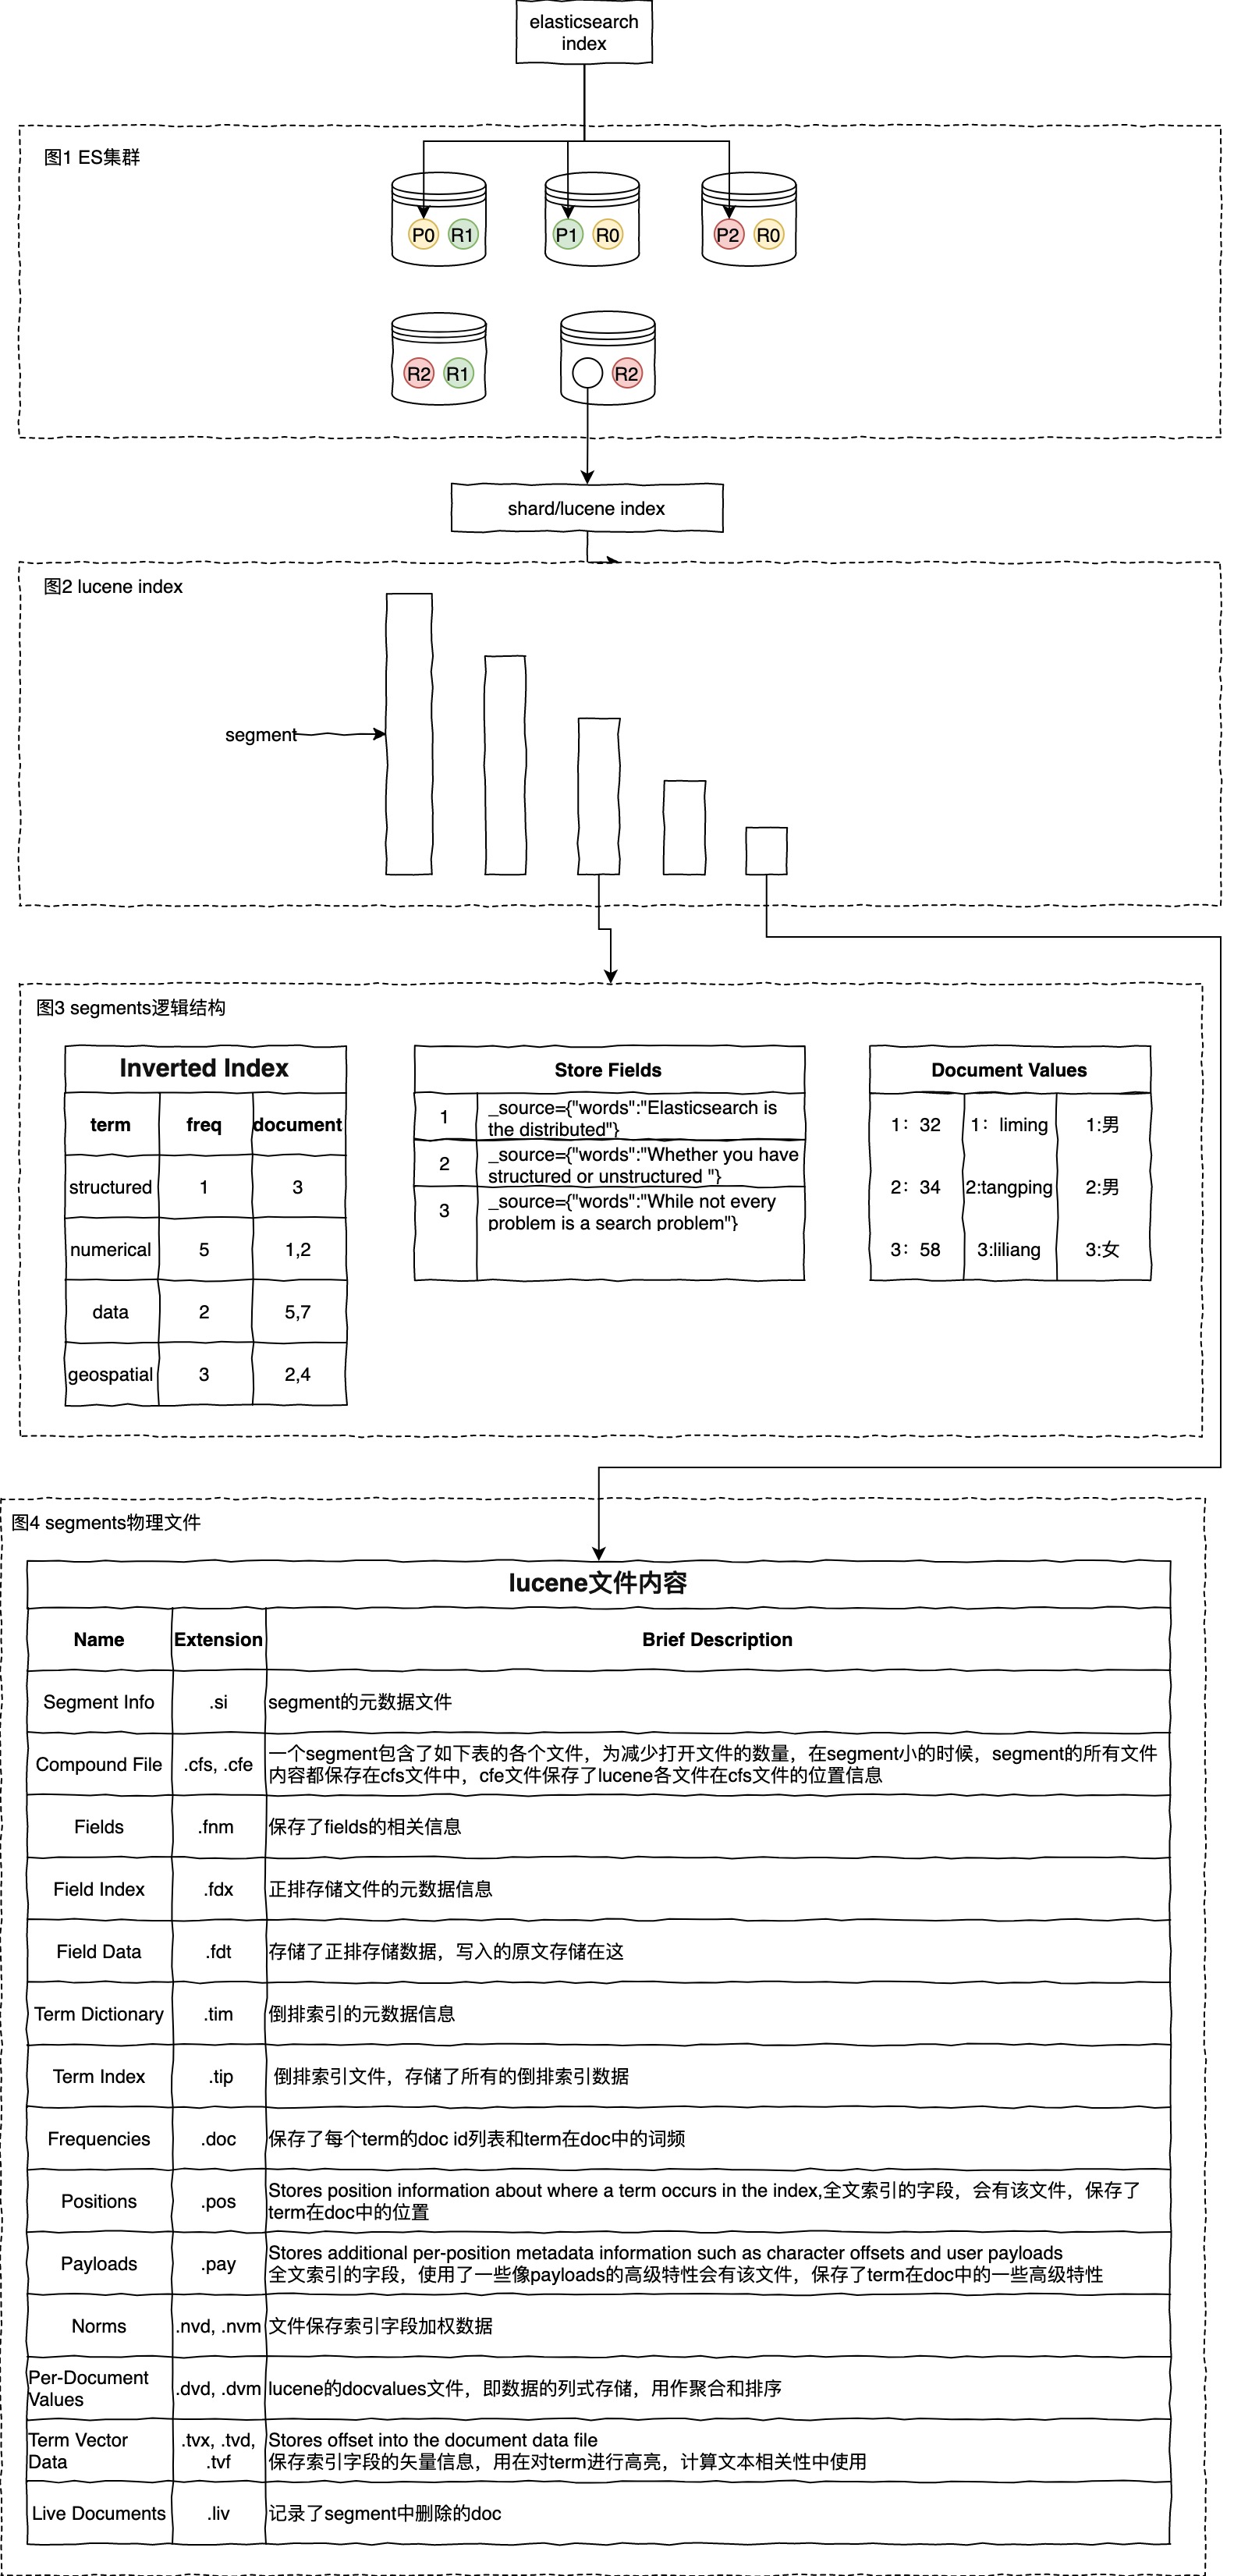 elasticsearch
index
图1 ES集群
P0
R1
P1
R0
P2
R0
R2
R1
R2
shard/lucene index
图2 lucene index
segment
图3 segments逻辑结构
Inverted Index
term freq document
structured 1 3
numerical 5 1,2
data 2 5,7
geospatial 3 2,4
Store Fields
1 _source={"words":"Elasticsearch is
the distributed"}
2 _source={"words":"Whether you have
structured or unstructured "}
3 _source={"words":"While not every
problem is a search problem"}
Document Values
1：32 1：liming 1:男
2：34 2:tangping 2:男
3：58 3:liliang 3:女
图4 segments物理文件
lucene文件内容
Name Extension Brief Description
Segment Info .si segment的元数据文件
Compound File .cfs, .cfe 一个segment包含了如下表的各个文件，为减少打开文件的数量，在segment小的时候，segment的所有文件
内容都保存在cfs文件中，cfe文件保存了lucene各文件在cfs文件的位置信息
Fields .fnm 保存了fields的相关信息
Field Index .fdx 正排存储文件的元数据信息
Field Data .fdt 存储了正排存储数据，写入的原文存储在这
Term Dictionary .tim 倒排索引的元数据信息
Term Index .tip 倒排索引文件，存储了所有的倒排索引数据
Frequencies .doc 保存了每个term的doc id列表和term在doc中的词频
Positions .pos Stores position information about where a term occurs in the index,全文索引的字段，会有该文件，保存了
term在doc中的位置
Payloads .pay Stores additional per-position metadata information such as character offsets and user payloads
全文索引的字段，使用了一些像payloads的高级特性会有该文件，保存了term在doc中的一些高级特性
Norms .nvd, .nvm 文件保存索引字段加权数据
Per-Document
Values .dvd, .dvm lucene的docvalues文件，即数据的列式存储，用作聚合和排序
Term Vector
Data .tvx, .tvd,
.tvf Stores offset into the document data file
保存索引字段的矢量信息，用在对term进行高亮，计算文本相关性中使用
Live Documents .liv 记录了segment中删除的doc